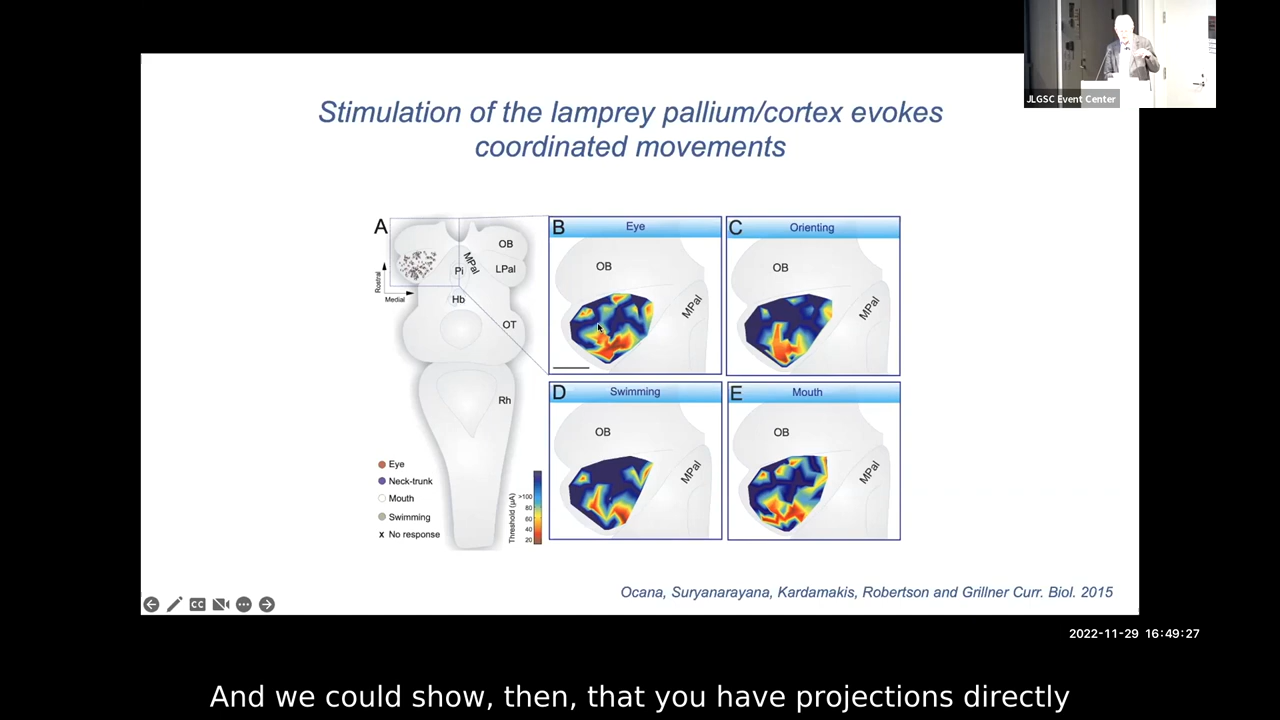 JLGSC Event Center
Stimulation of the lamprey pallium/cortex evokes
coordinated movements
A
OB
MPal
LPal
Pi
Rostral
Medial
Hb
OT
Rh
Eye
Neck-trunk
Mouth
Swimming
x No response
Threshold (µA)
>100
80
60
40
20
B Eye
OB
MPal
C Orienting
OB
MPal
D Swimming
OB
MPal
E Mouth
OB
MPal
Ocana, Suryanarayana, Kardamakis, Robertson and Grillner Curr. Biol. 2015
CC
2022-11-29 16:49:27
And we could show, then, that you have projections directly